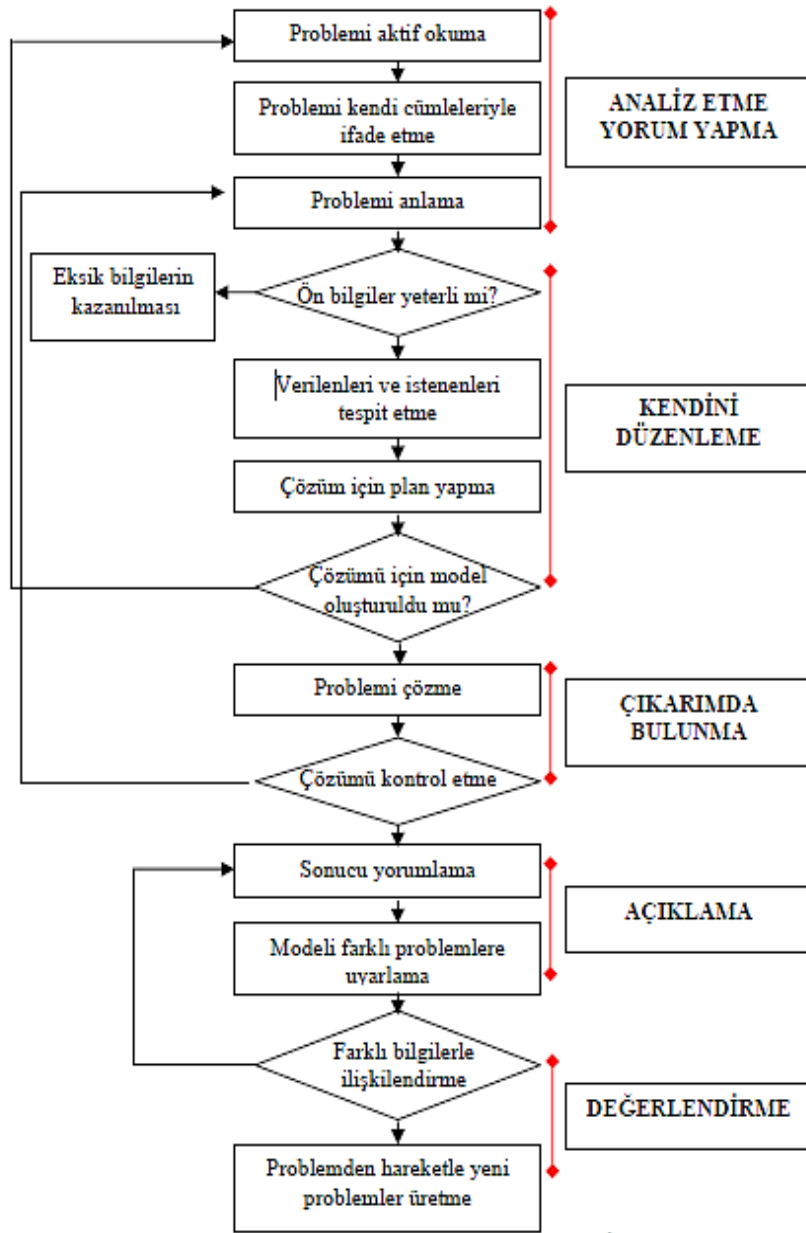 Problemi aktif okuma
Problemi kendi cümleleriyle
ifade etme
ANALİZ ETME
YORUM YAPMA
Problemi anlama
Eksik bilgilerin
kazanılması
Ön bilgiler yeterli mi?
Verilenleri ve istenenleri
tespit etme
KENDİNİ
DÜZENLEME
Çözüm için plan yapma
Çözümü için model
oluşturuldu mu?
Problemi çözme
ÇIKARIMDA
BULUNMA
Çözümü kontrol etme
Sonucu yorumlama
AÇIKLAMA
Modeli farklı problemlere
uyarlama
Farklı bilgilerle
ilişkilendirme
DEĞERLENDİRME
Problemden hareketle yeni
problemler üretme